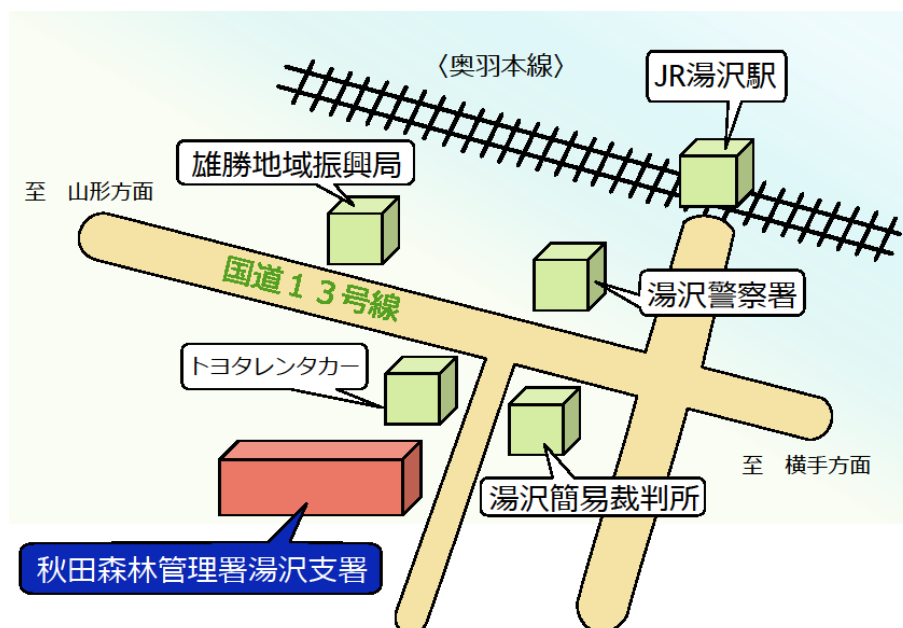 〈奥羽本線〉
JR湯沢駅
雄勝地域振興局
至　山形方面
国道１３号線
湯沢警察署
トヨタレンタカー
至　横手方面
湯沢簡易裁判所
秋田森林管理署湯沢支署